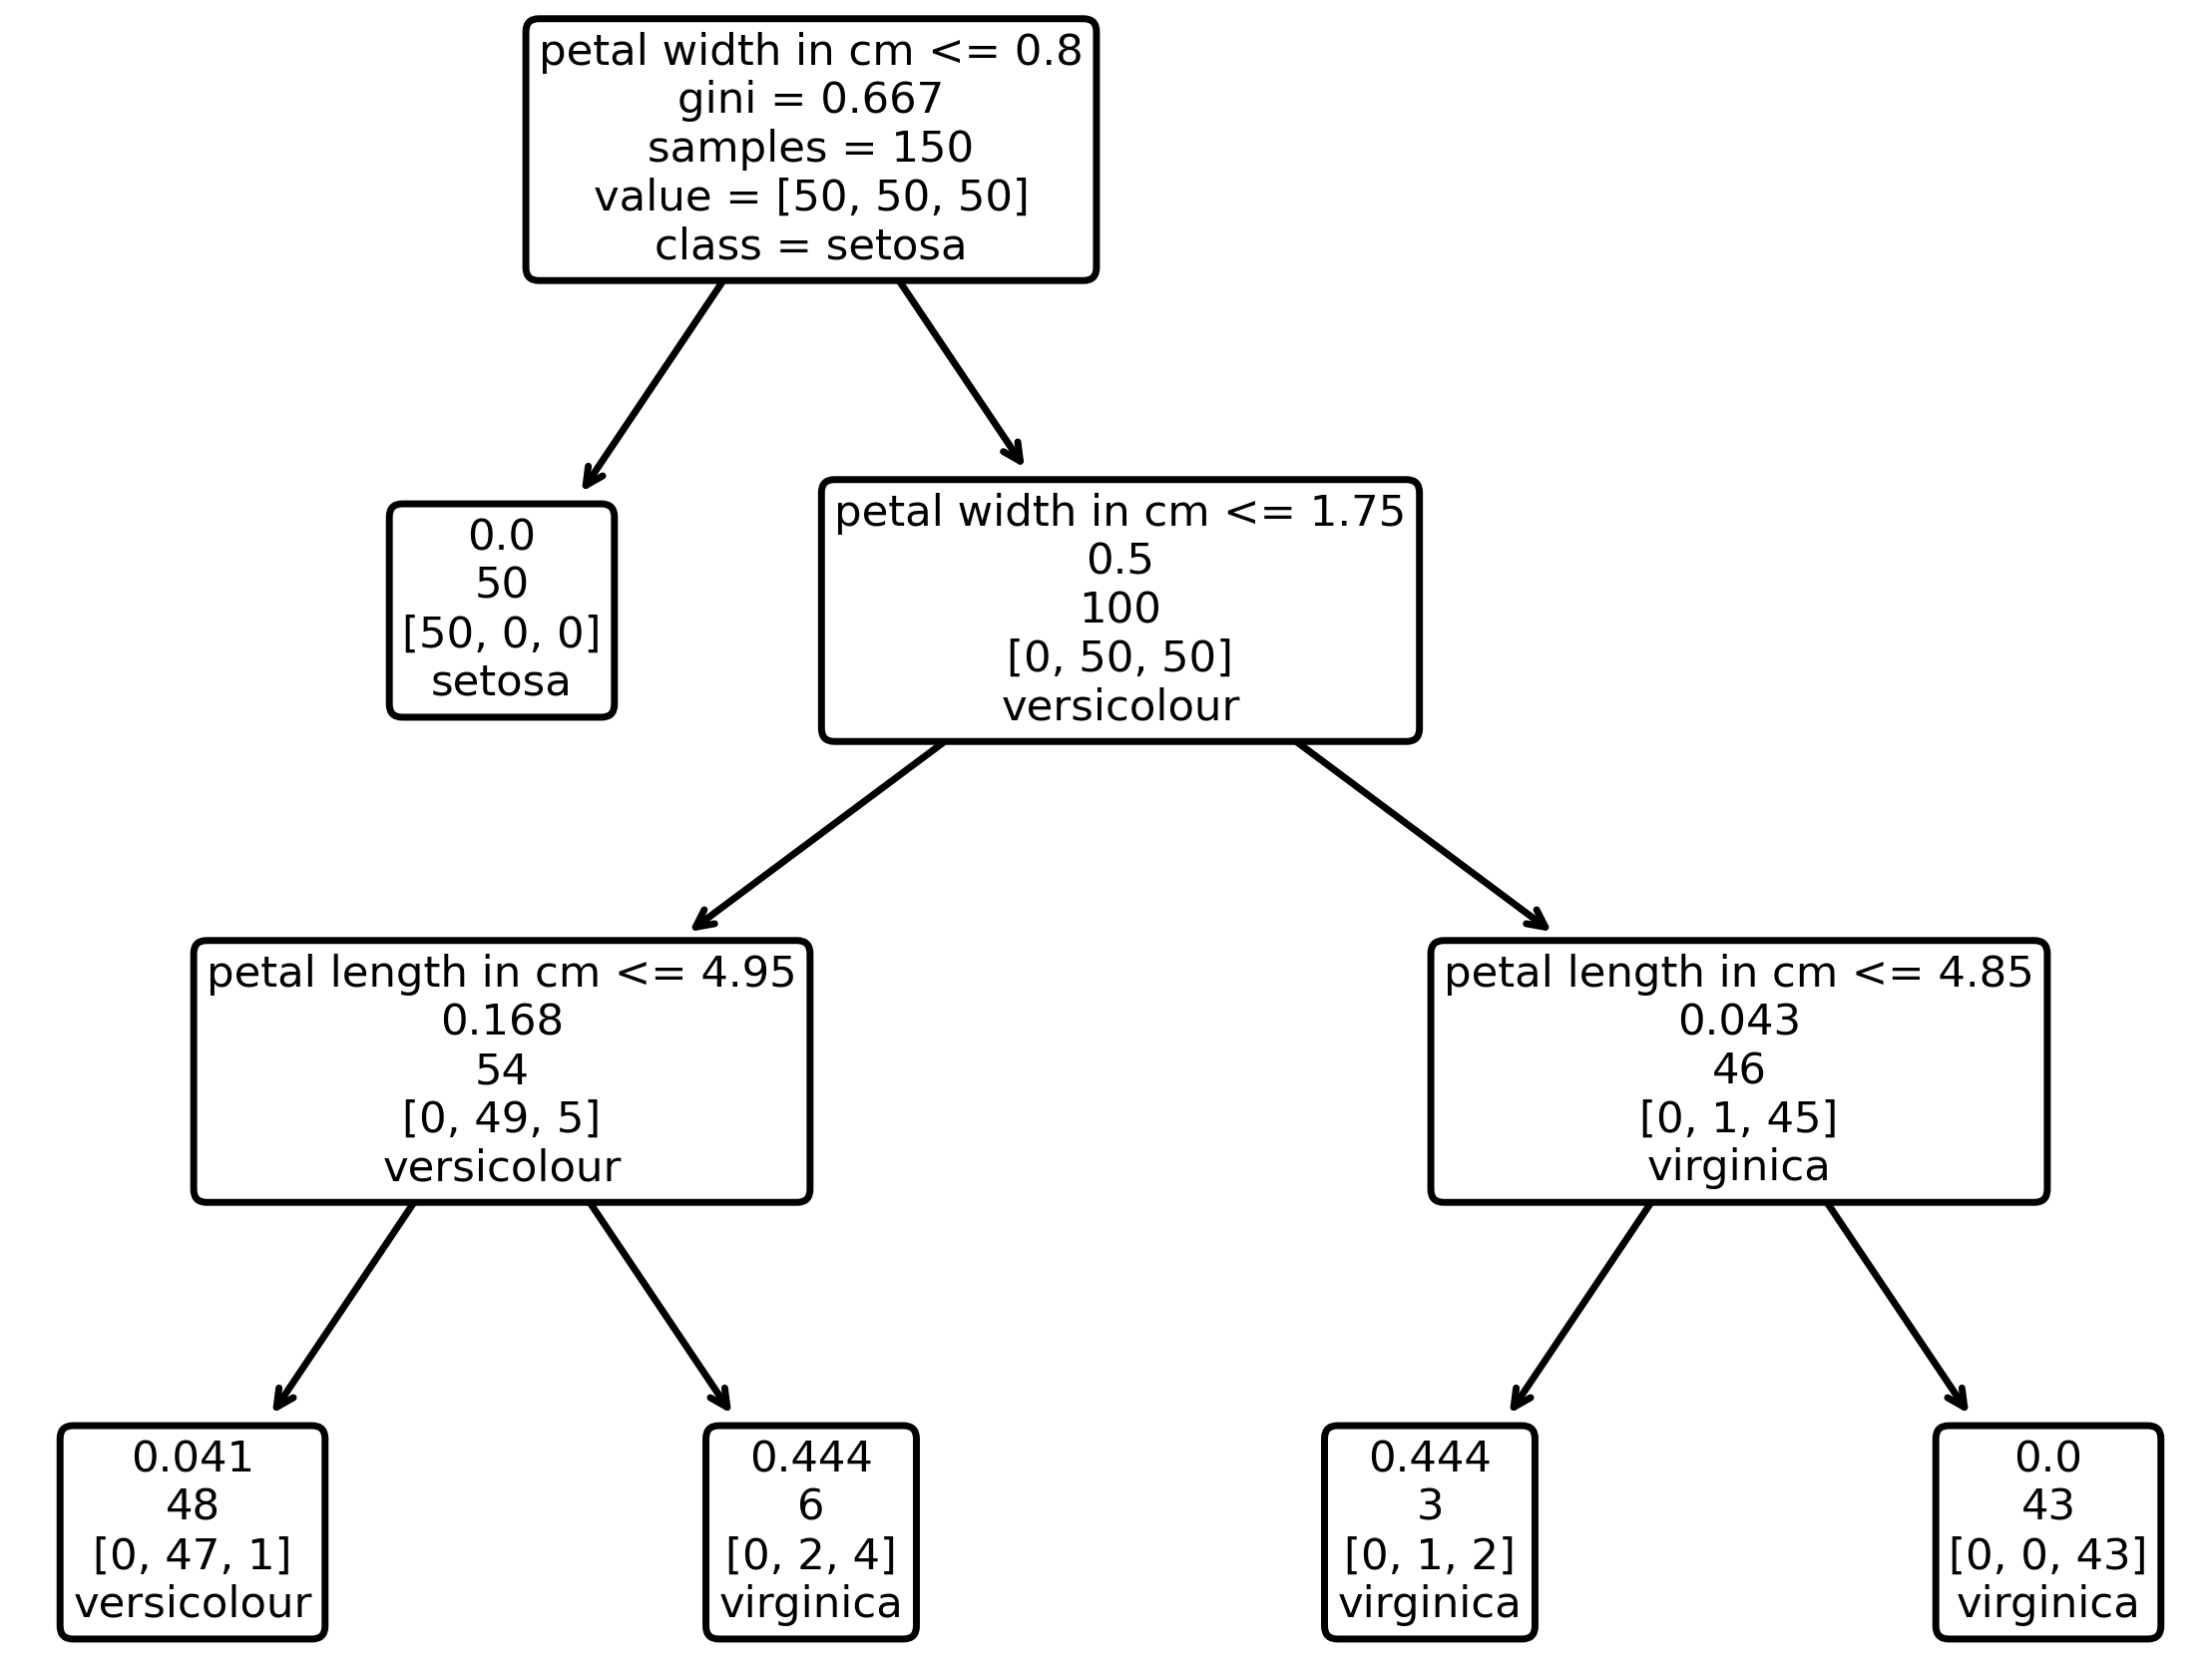 petal width in cm <= 0.8
gini = 0.667
samples = 150
value = [50, 50, 50]
class = setosa
0.0
50
[50, 0, 0]
setosa
petal width in cm <= 1.75
0.5
100
[0, 50, 50]
versicolour
petal length in cm <= 4.95
0.168
54
[0, 49, 5]
versicolour
petal length in cm <= 4.85
0.043
46
[0, 1, 45]
virginica
0.041
48
[0, 47, 1]
versicolour
0.444
6
[0, 2, 4]
virginica
0.444
3
[0, 1, 2]
virginica
0.0
43
[0, 0, 43]
virginica